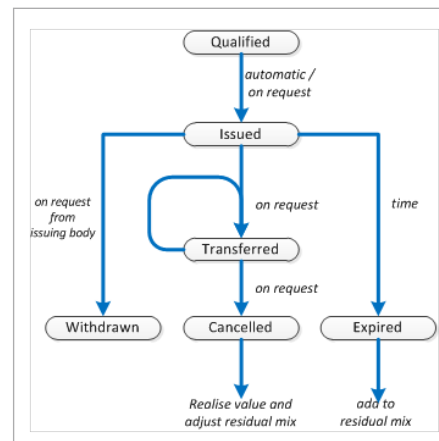 Qualified
automatic /
on request
Issued
on request
from
issuing body
on request
time
Transferred
on request
Withdrawn
Cancelled
Expired
Realise value and
adjust residual mix
add to
residual mix